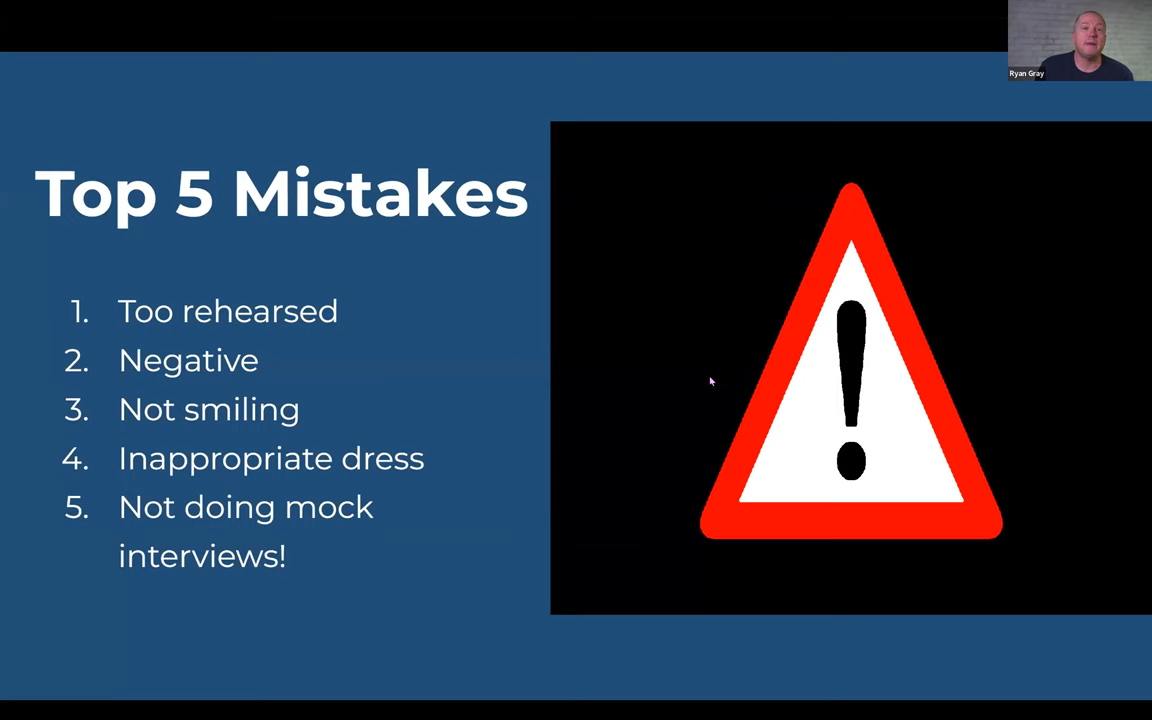 Ryan Gray
Top 5 Mistakes
1. Too rehearsed
2. Negative
3. Not smiling
4. Inappropriate dress
5. Not doing mock
interviews!